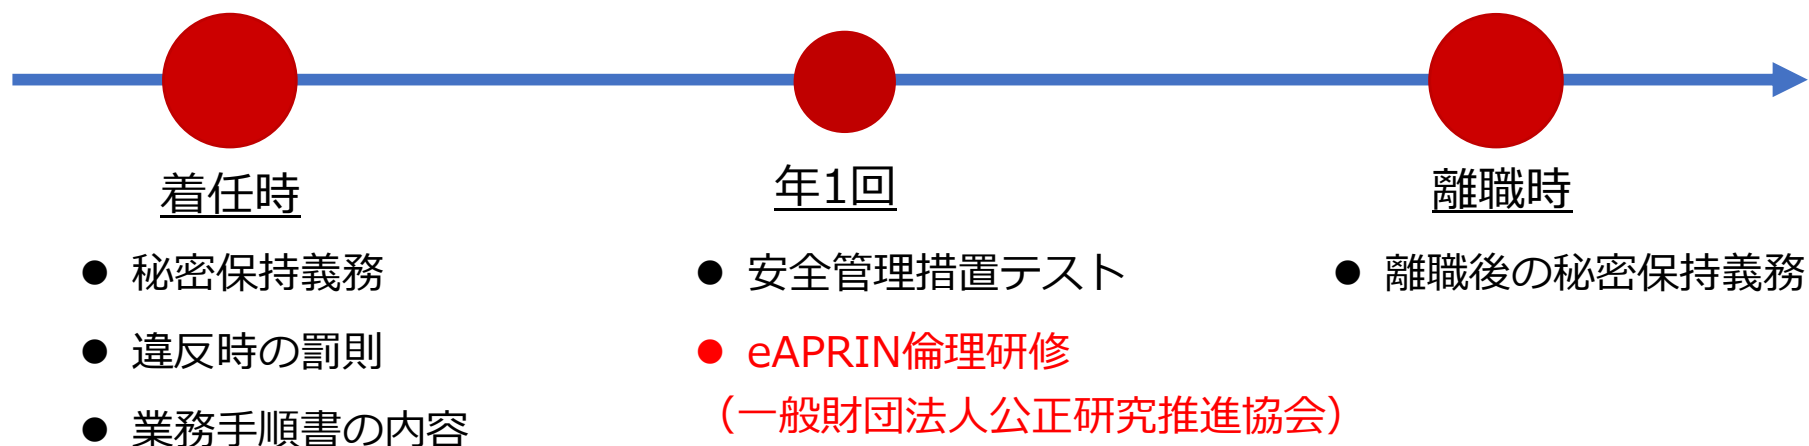 着任時
● 秘密保持義務
● 違反時の罰則
● 業務手順書の内容
年1回
● 安全管理措置テスト
● eAPRIN倫理研修
（一般財団法人公正研究推進協会）
離職時
● 離職後の秘密保持義務